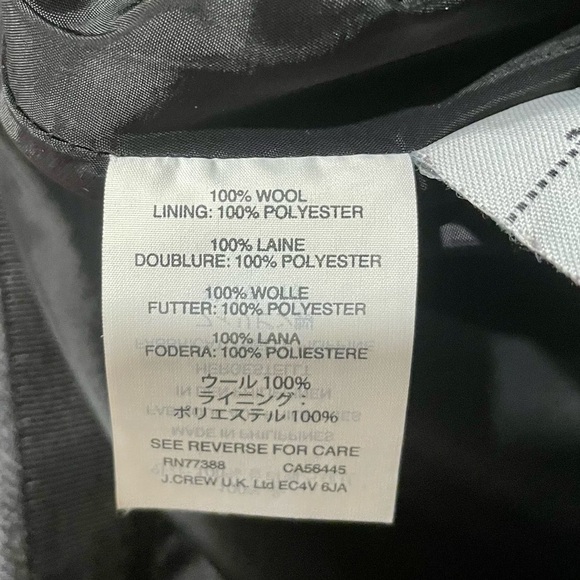 100% WOOL
LINING: 100% POLYESTER
100% LAINE
DOUBLURE: 100% POLYESTER
100% WOLLE
FUTTER: 100% POLYESTER
100% LANA
FODERA: 100% POLIESTERE
ウール 100%
ライニング :
ポリエステル 100%
SEE REVERSE FOR CARE
RN77388 CA56445
J.CREW U.K. Ltd EC4V 6JA